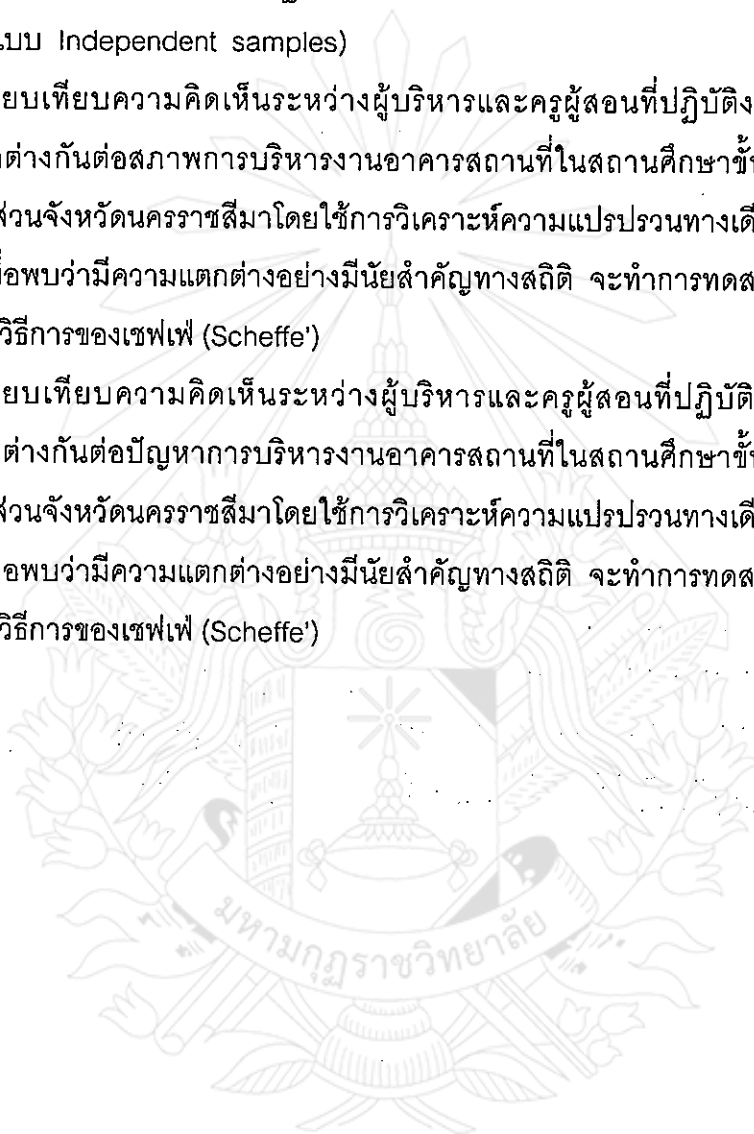 แบบ Independent samples)
ยบเทียบความคิดเห็นระหว่างผู้บริหารและครูผู้สอนที่ปฏิบัติง
ต่างกันต่อสภาพการบริหารงานอาคารสถานที่ในสถานศึกษาขั้
ส่วนจังหวัดนครราชสีมาโดยใช้การวิเคราะห์ความแปรปรวนทางเดี
อพบว่ามีความแตกต่างอย่างมีนัยสำคัญทางสถิติ จะทำการทดส
วิธีการของเชฟเฟ่ (Scheffe')
ยบเทียบความคิดเห็นระหว่างผู้บริหารและครูผู้สอนที่ปฏิบัติ
ต่างกันต่อปัญหาการบริหารงานอาคารสถานที่ในสถานศึกษาขั้
ส่วนจังหวัดนครราชสีมาโดยใช้การวิเคราะห์ความแปรปรวนทางเดี
อพบว่ามีความแตกต่างอย่างมีนัยสำคัญทางสถิติ จะทำการทดส
วิธีการของเชฟเฟ่ (Scheffe')
มหามกุฏราชวิทยาลัย